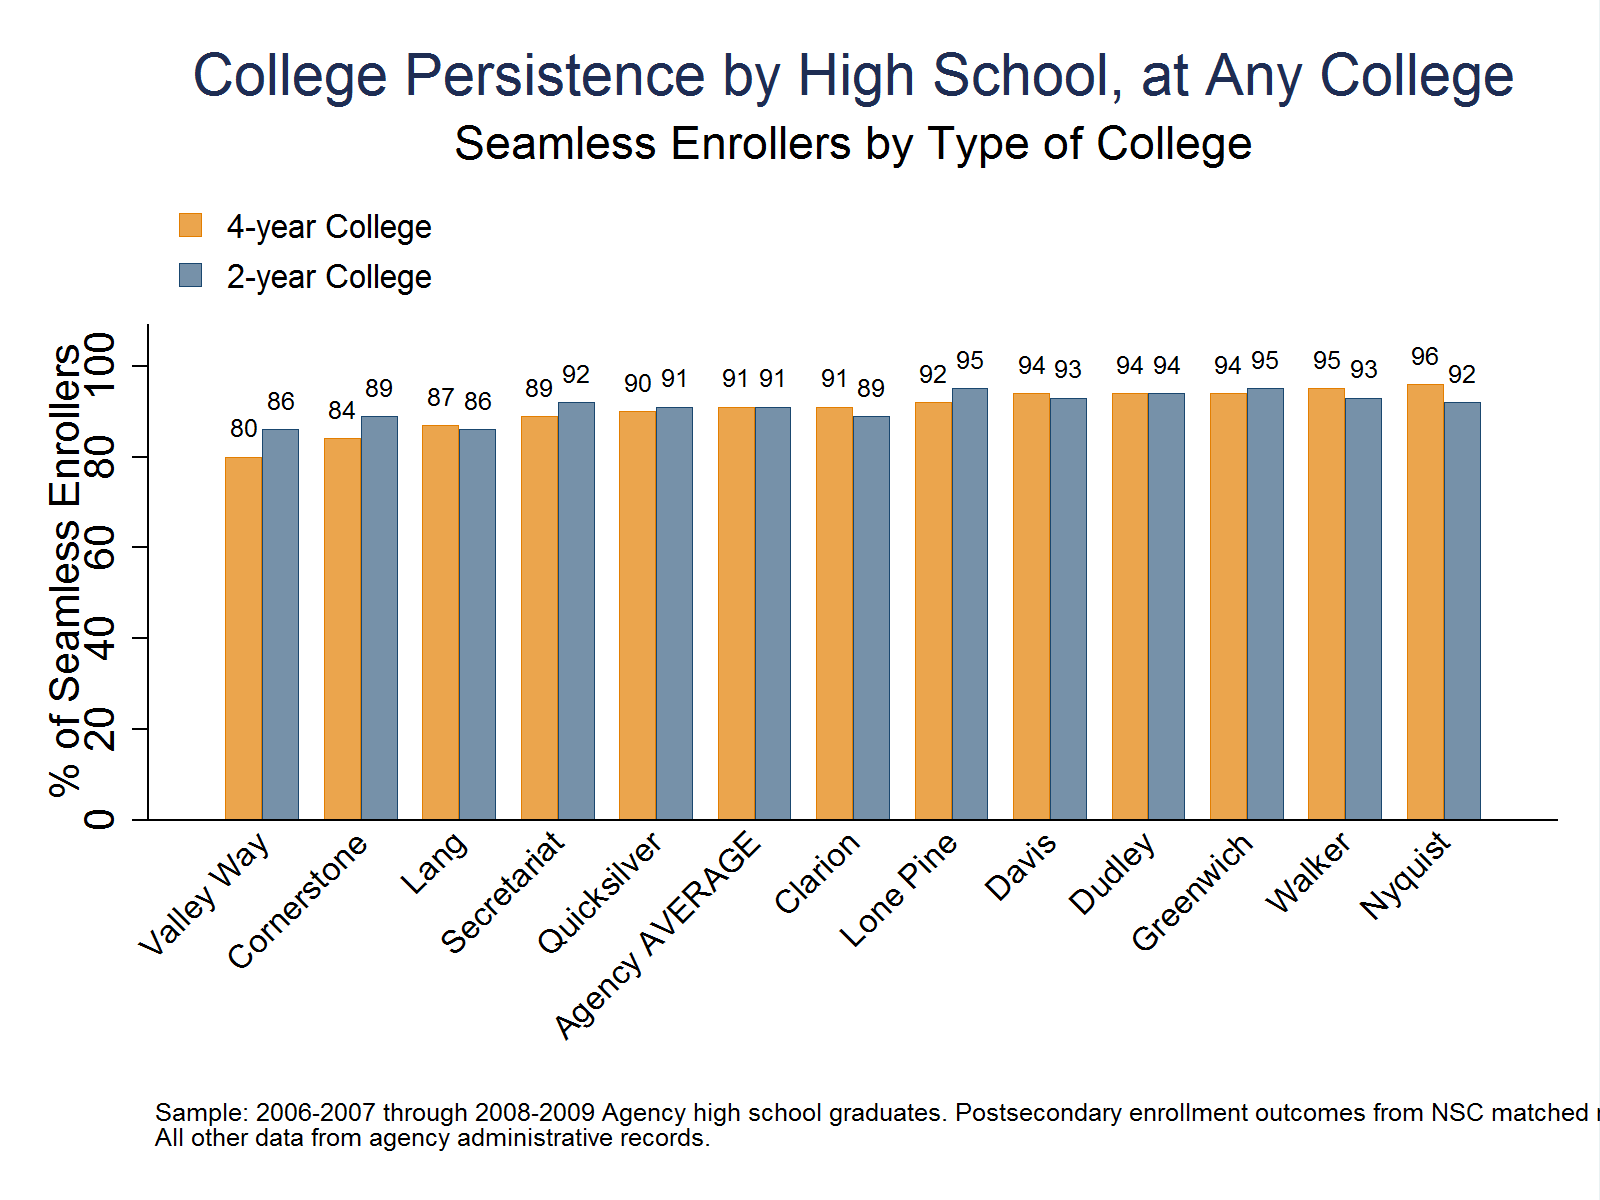 College Persistence by High School, at Any College
Seamless Enrollers by Type of College
4-year College
2-year College
% of Seamless Enrollers
100
80
60
40
20
0
80 86 84 89 87 86 89 92 90 91 91 91 91 89 92 95 94 93 94 94 94 95 95 93 96 92
Valley Way
Cornerstone
Lang
Secretariat
Quicksilver
Agency AVERAGE
Clarion
Lone Pine
Davis
Dudley
Greenwich
Walker
Nyquist
Sample: 2006-2007 through 2008-2009 Agency high school graduates. Postsecondary enrollment outcomes from NSC matched
All other data from agency administrative records.